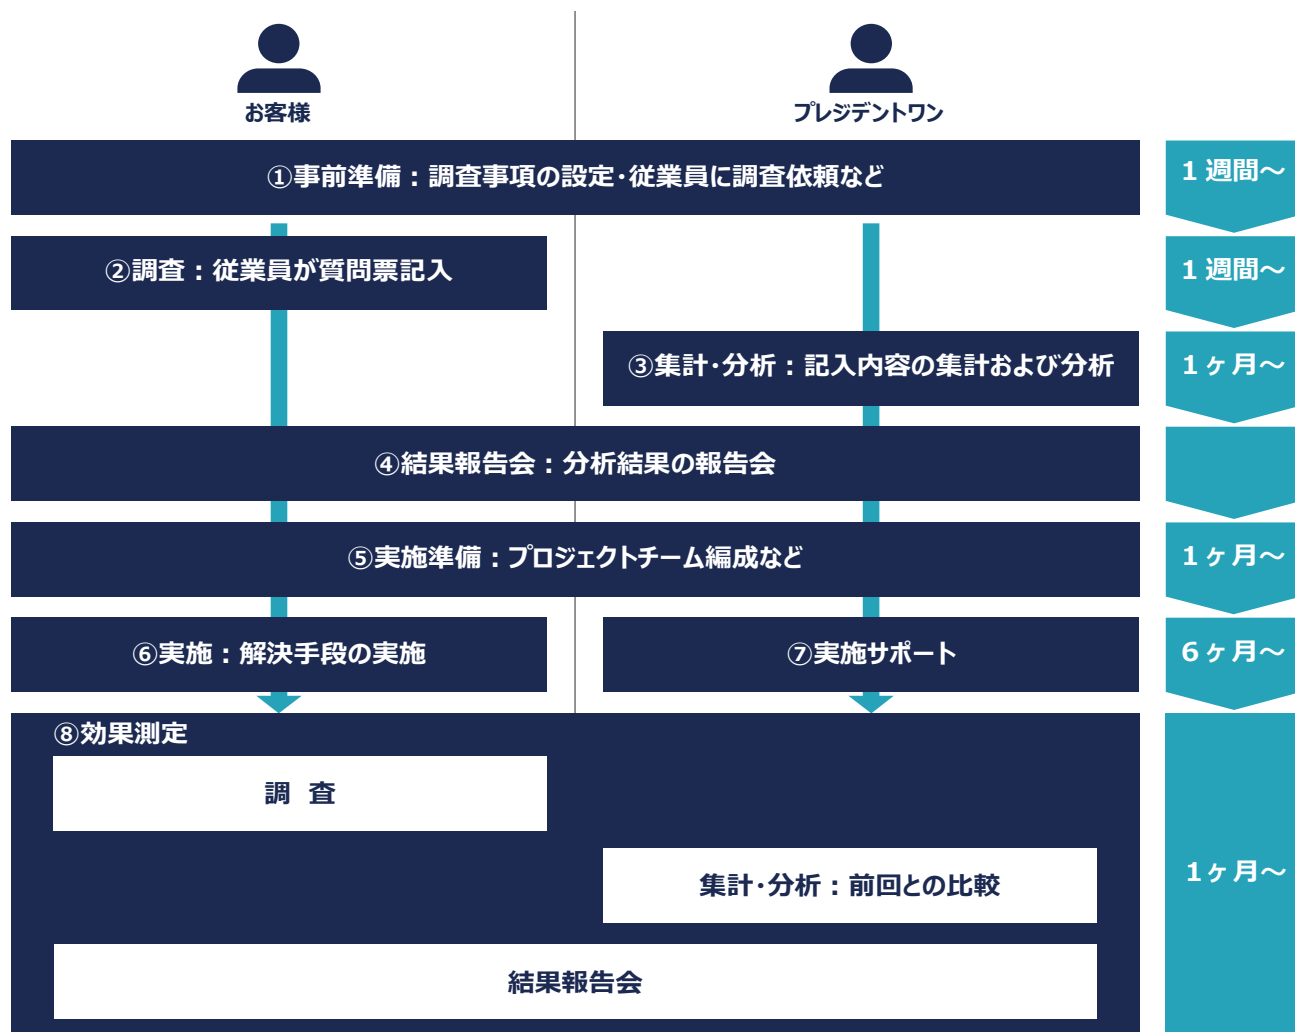 お客様
プレジデントワン
①事前準備：調査事項の設定・従業員に調査依頼など
1 週間～
②調査：従業員が質問票記入
1 週間～
③集計・分析：記入内容の集計および分析
1ヶ月～
④結果報告会：分析結果の報告会
⑤実施準備：プロジェクトチーム編成など
1ヶ月～
⑥実施：解決手段の実施
⑦実施サポート
6ヶ月～
⑧効果測定
調 査
集計・分析：前回との比較
1ヶ月～
結果報告会